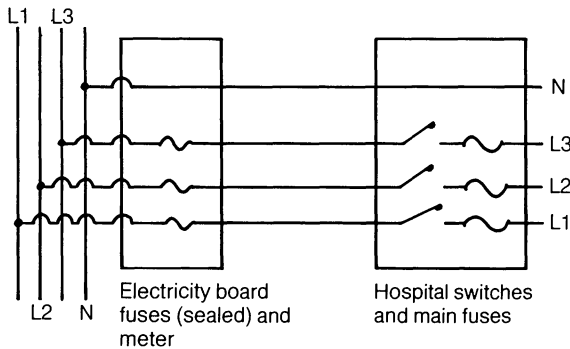 L1 L3
N
L3
L2
L1
L2 N
Electricity board
fuses (sealed) and
meter
Hospital switches
and main fuses